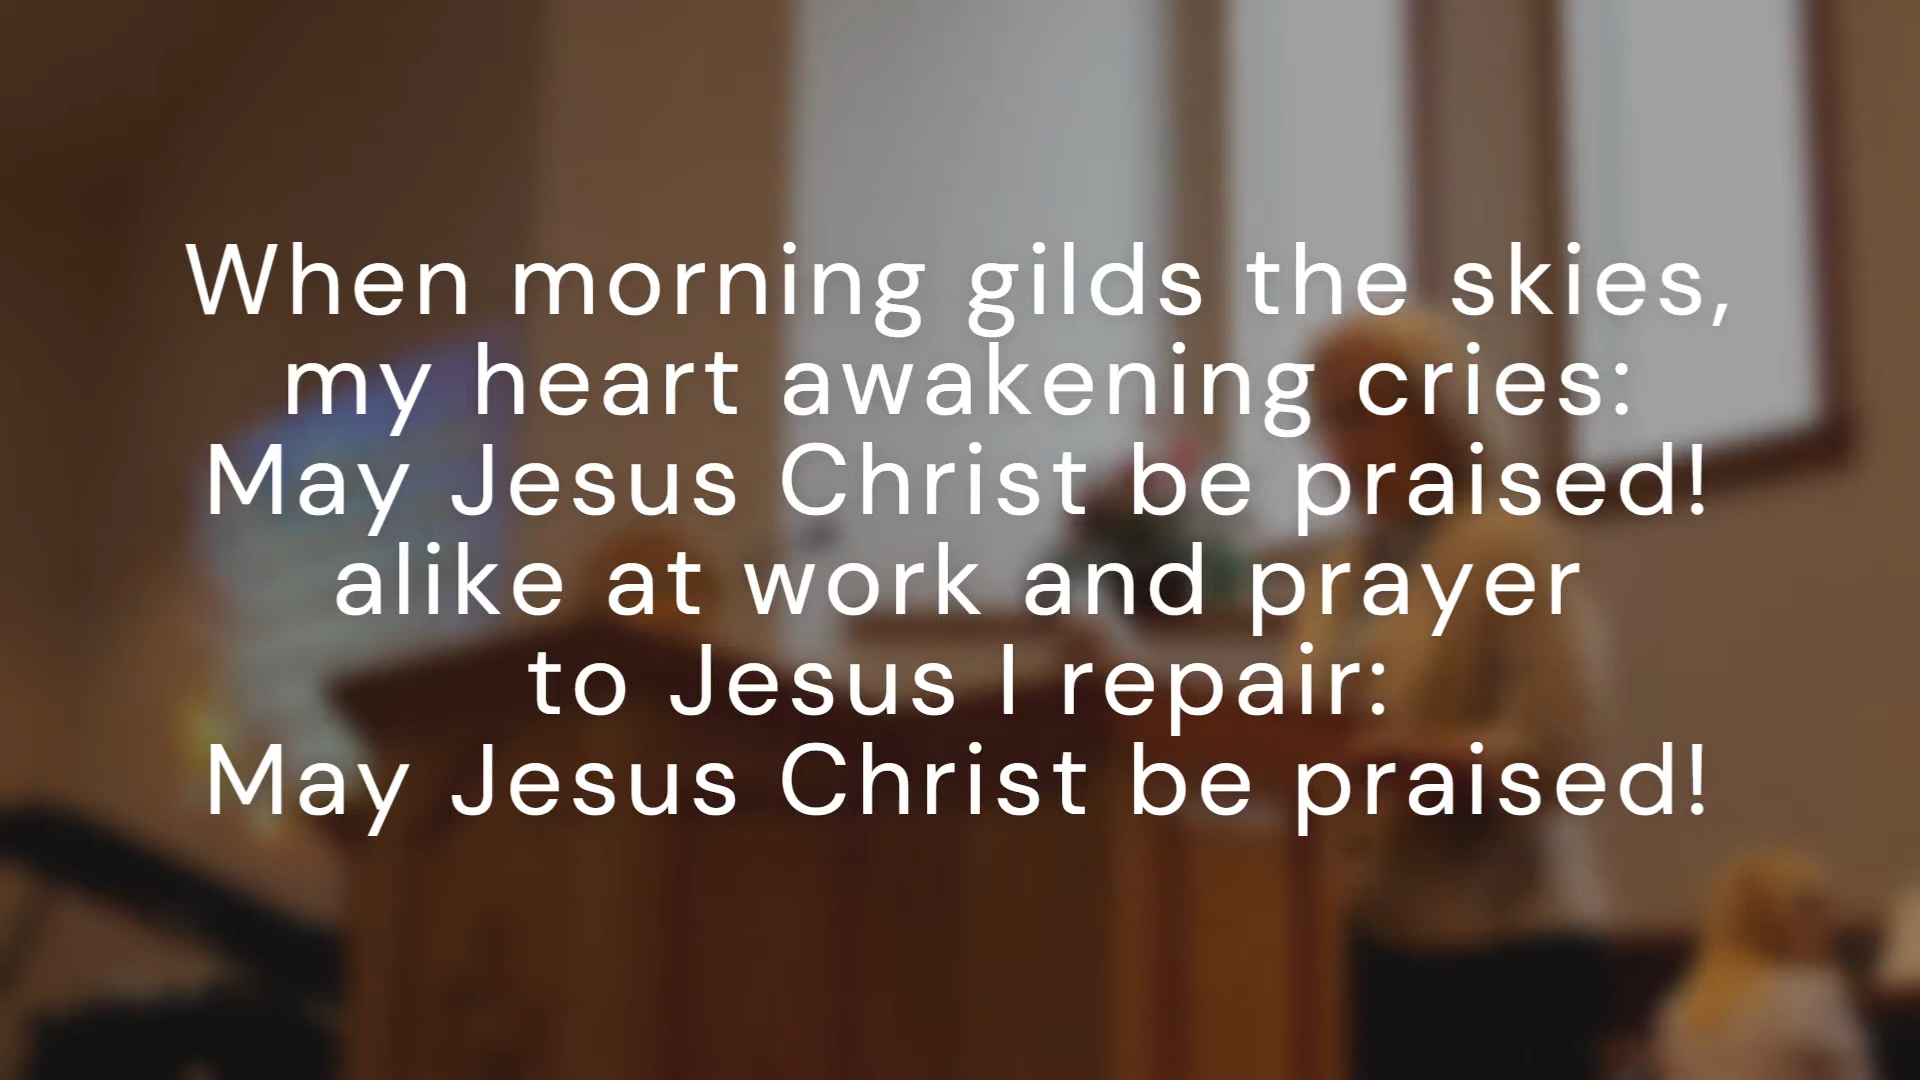 When morning gilds the skies,
my heart awakening cries:
May Jesus Christ be praised!
alike at work and prayer
to Jesus I repair:
May Jesus Christ be praised!